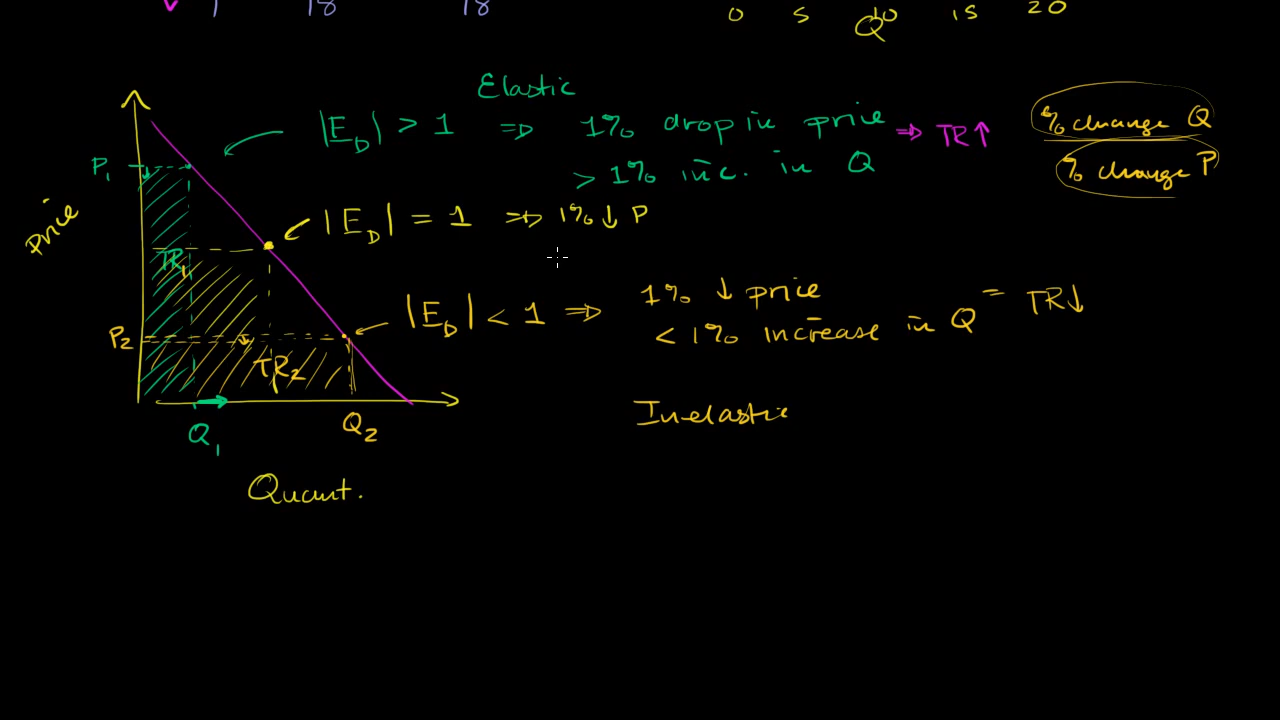 1 18 18 0 5 10 15 20
Q
Elastic
|E_D| > 1 ⇒ 1% drop in price ⇒ TR↑
> 1% inc. in Q
% change Q
% change P
P₁
|E_D| = 1 ⇒ 1% ↓ P
Price
TR₁
|E_D| < 1 ⇒ 1% ↓ price
< 1% increase in Q = TR↓
P₂
TR₂
Inelastic
Q₁ Q₂
Quant.